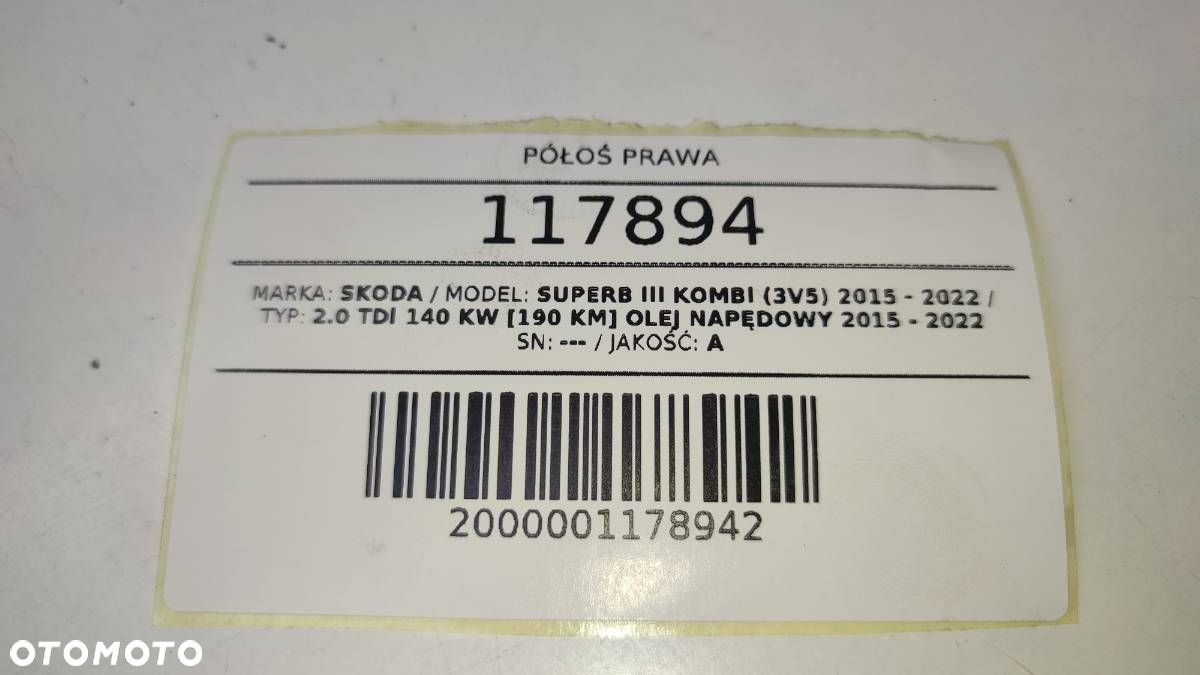 PÓŁOŚ PRAWA
117894
MARKA: SKODA / MODEL: SUPERB III KOMBI (3V5) 2015 - 2022 /
TYP: 2.0 TDI 140 KW [190 KM] OLEJ NAPĘDOWY 2015 - 2022
SN: --- / JAKOŚĆ: A
2000001178942
OTOMOTO